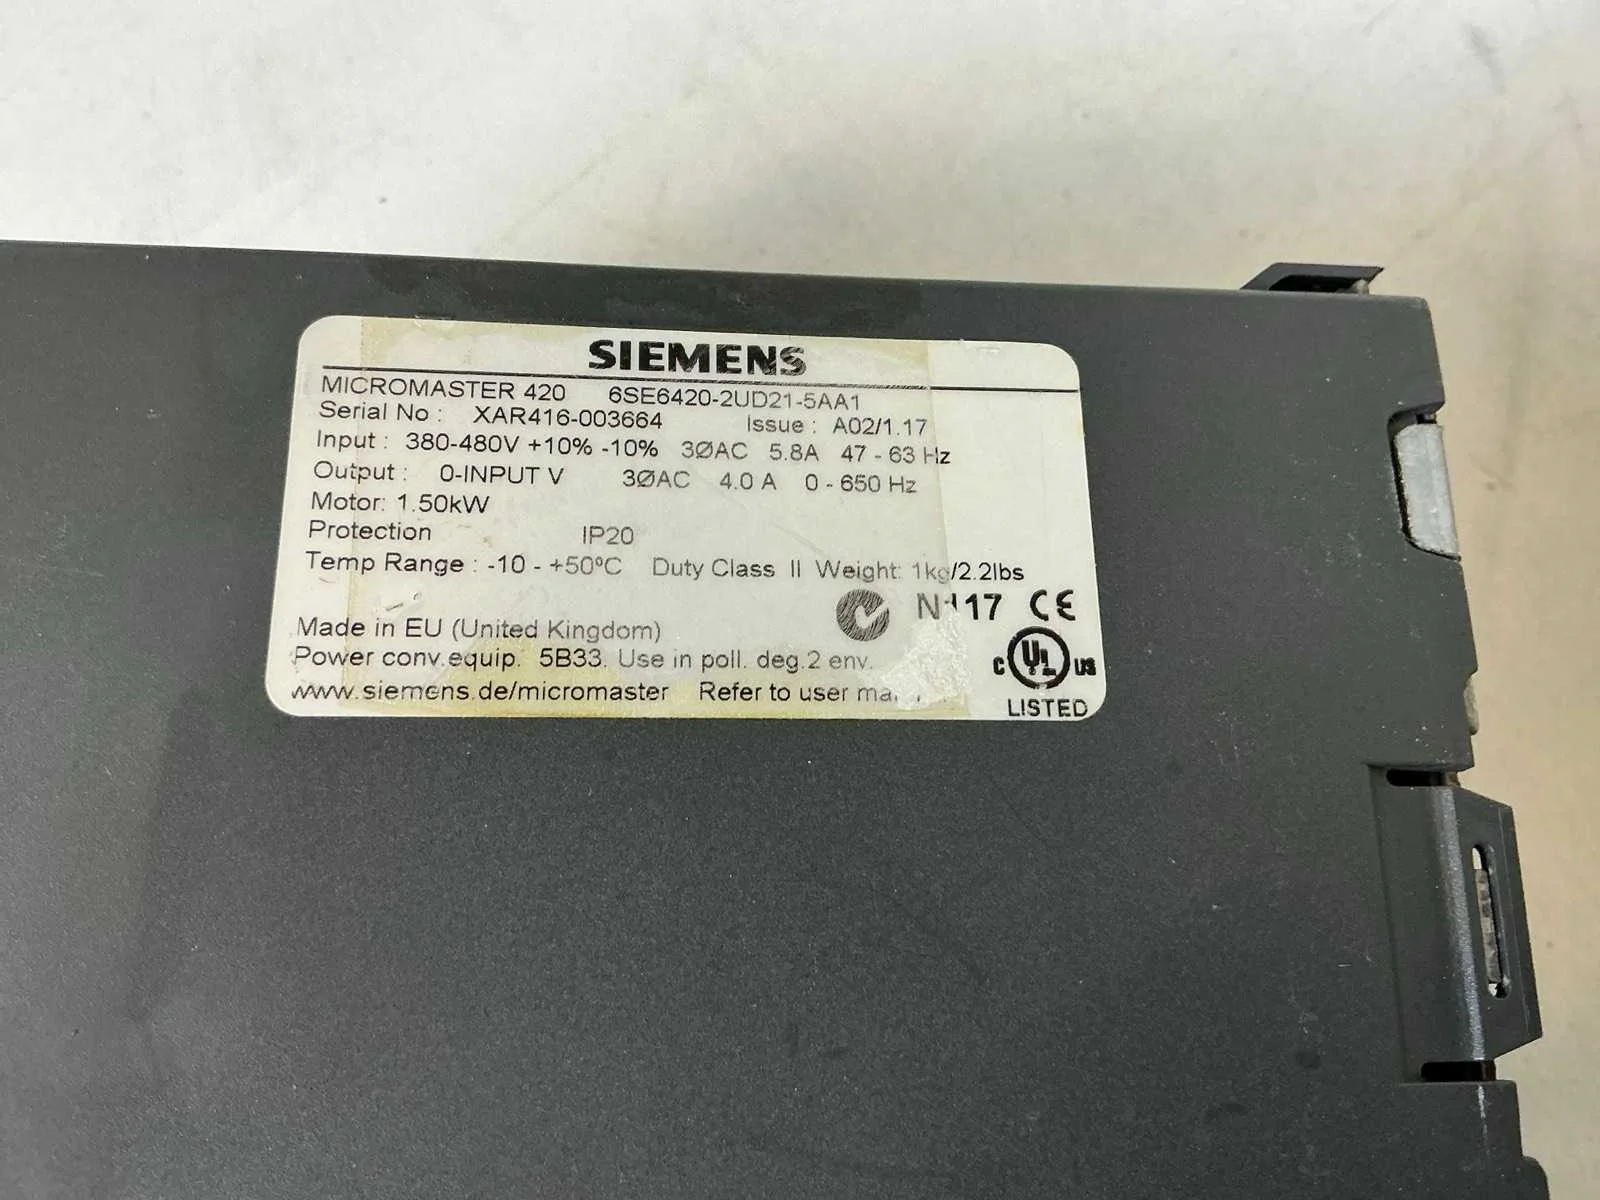 SIEMENS
MICROMASTER 420 6SE6420-2UD21-5AA1
Serial No : XAR416-003664 Issue : A02/1.17
Input : 380-480V +10% -10% 3ØAC 5.8A 47 - 63 Hz
Output : 0-INPUT V 3ØAC 4.0 A 0 - 650 Hz
Motor: 1.50kW
Protection IP20
Temp Range : -10 - +50ºC Duty Class II Weight: 1kg/2.2lbs
N117 CE
Made in EU (United Kingdom)
Power conv.equip. 5B33. Use in poll. deg.2 env.
C UL US
www.siemens.de/micromaster Refer to user
LISTED